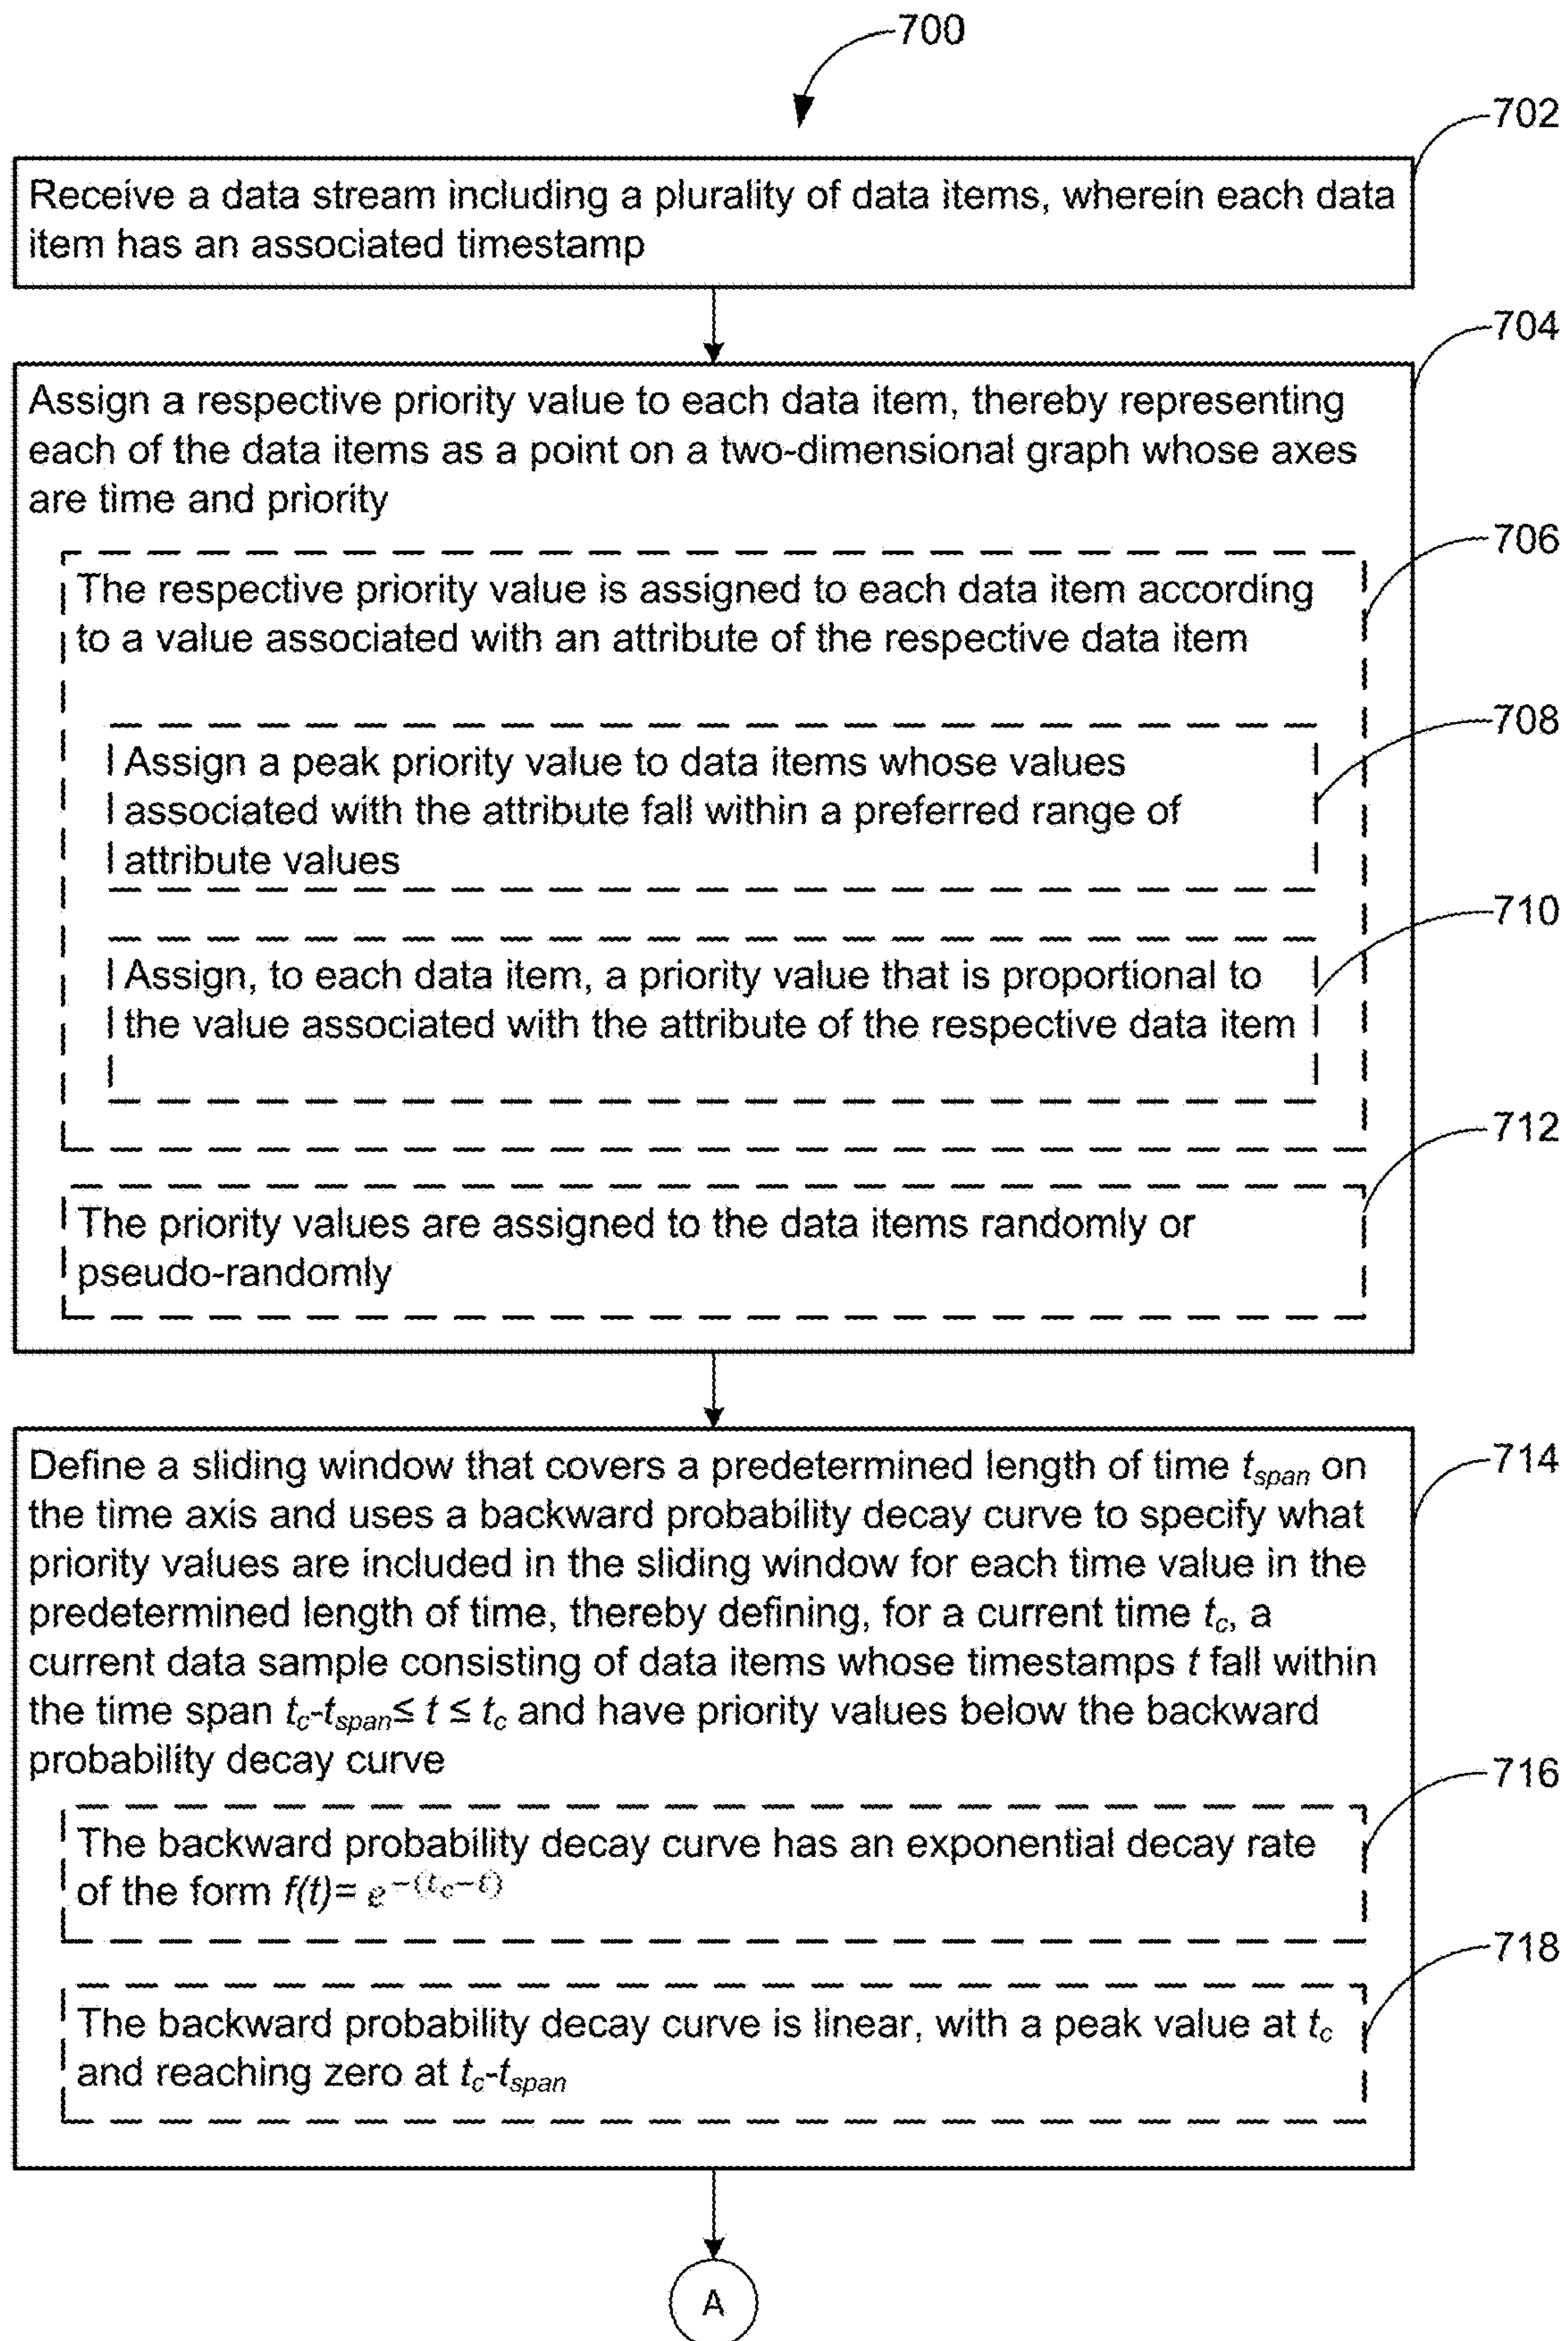 700
702
Receive a data stream including a plurality of data items, wherein each data
item has an associated timestamp
704
Assign a respective priority value to each data item, thereby representing
each of the data items as a point on a two-dimensional graph whose axes
are time and priority
706
The respective priority value is assigned to each data item according
to a value associated with an attribute of the respective data item
708
Assign a peak priority value to data items whose values
associated with the attribute fall within a preferred range of
attribute values
710
Assign, to each data item, a priority value that is proportional to
the value associated with the attribute of the respective data item
712
The priority values are assigned to the data items randomly or
pseudo-randomly
714
Define a sliding window that covers a predetermined length of time t_span on
the time axis and uses a backward probability decay curve to specify what
priority values are included in the sliding window for each time value in the
predetermined length of time, thereby defining, for a current time t_c, a
current data sample consisting of data items whose timestamps t fall within
the time span t_c-t_span ≤ t ≤ t_c and have priority values below the backward
probability decay curve
716
The backward probability decay curve has an exponential decay rate
of the form f(t)= e^−(t_c−t)
718
The backward probability decay curve is linear, with a peak value at t_c
and reaching zero at t_c-t_span
A